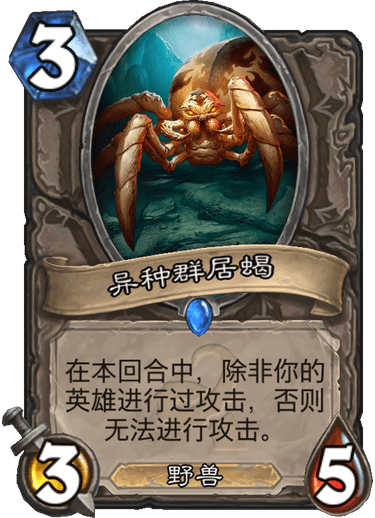 3
异种群居蝎
在本回合中，除非你的
英雄进行过攻击，否则
无法进行攻击。
3
野兽
5